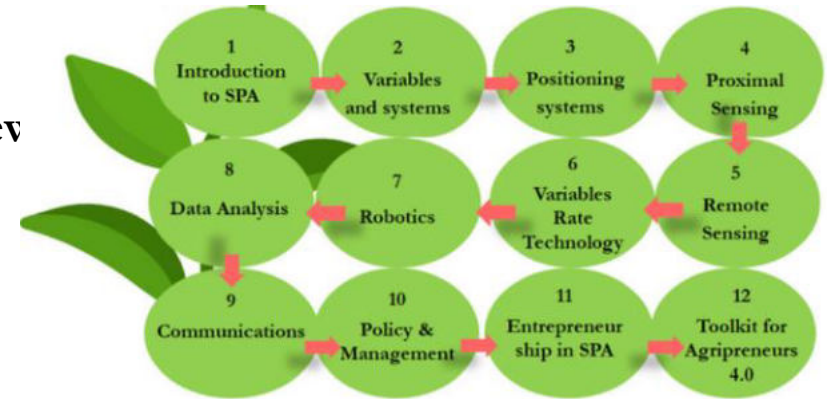 ev
1
Introduction
to SPA
2
Variables
and systems
3
Positioning
systems
4
Proximal
Sensing
5
Remote
Sensing
6
Variables
Rate
Technology
7
Robotics
8
Data Analysis
9
Communications
10
Policy &
Management
11
Entrepreneur
ship in SPA
12
Toolkit for
Agripreneurs
4.0